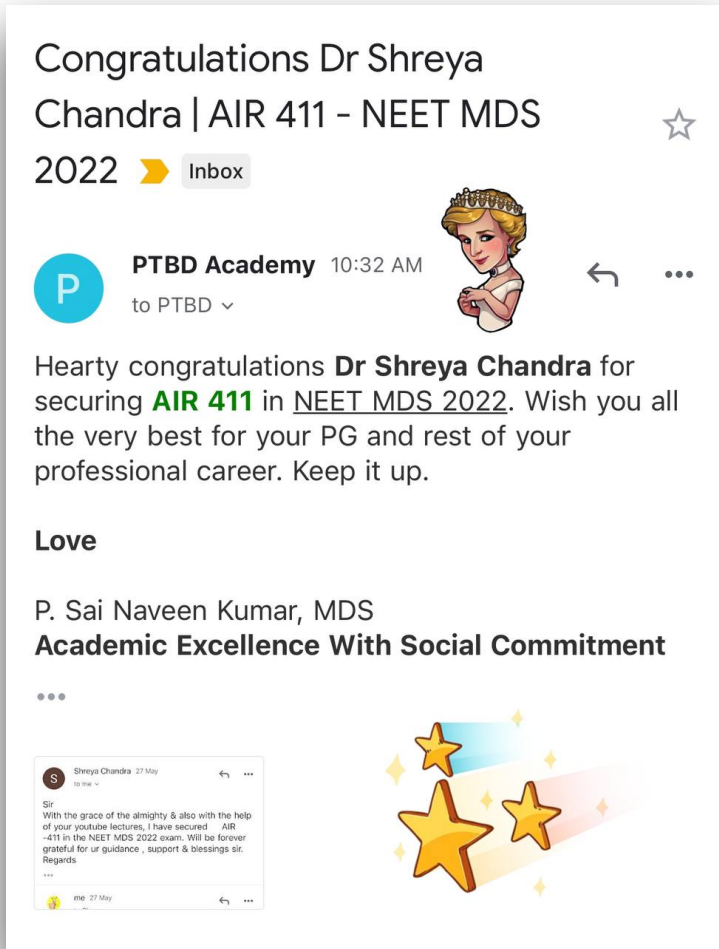 Congratulations Dr Shreya
Chandra | AIR 411 - NEET MDS
2022 Inbox
P
PTBD Academy 10:32 AM
to PTBD
Hearty congratulations Dr Shreya Chandra for
securing AIR 411 in NEET MDS 2022. Wish you all
the very best for your PG and rest of your
professional career. Keep it up.
Love
P. Sai Naveen Kumar, MDS
Academic Excellence With Social Commitment
S
Shreya Chandra 27 May
to me
Sir
With the grace of the almighty & also with the help
of your youtube lectures, I have secured AIR
-411 in the NEET MDS 2022 exam. Will be forever
grateful for ur guidance , support & blessings sir.
Regards
me 27 May